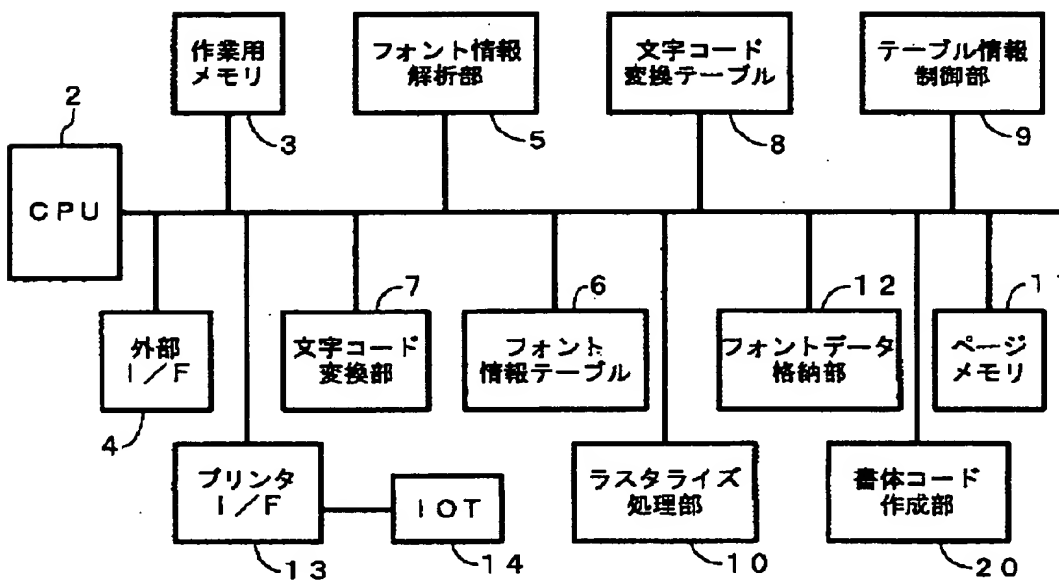 作業用
メモリ
3
フォント情報
解析部
5
文字コード
変換テーブル
8
テーブル情報
制御部
9
2
CPU
外部
I/F
4
7
文字コード
変換部
6
フォント
情報テーブル
12
フォントデータ
格納部
ページ
メモリ
プリンタ
I/F
13
IOT
14
ラスタライズ
処理部
10
書体コード
作成部
20